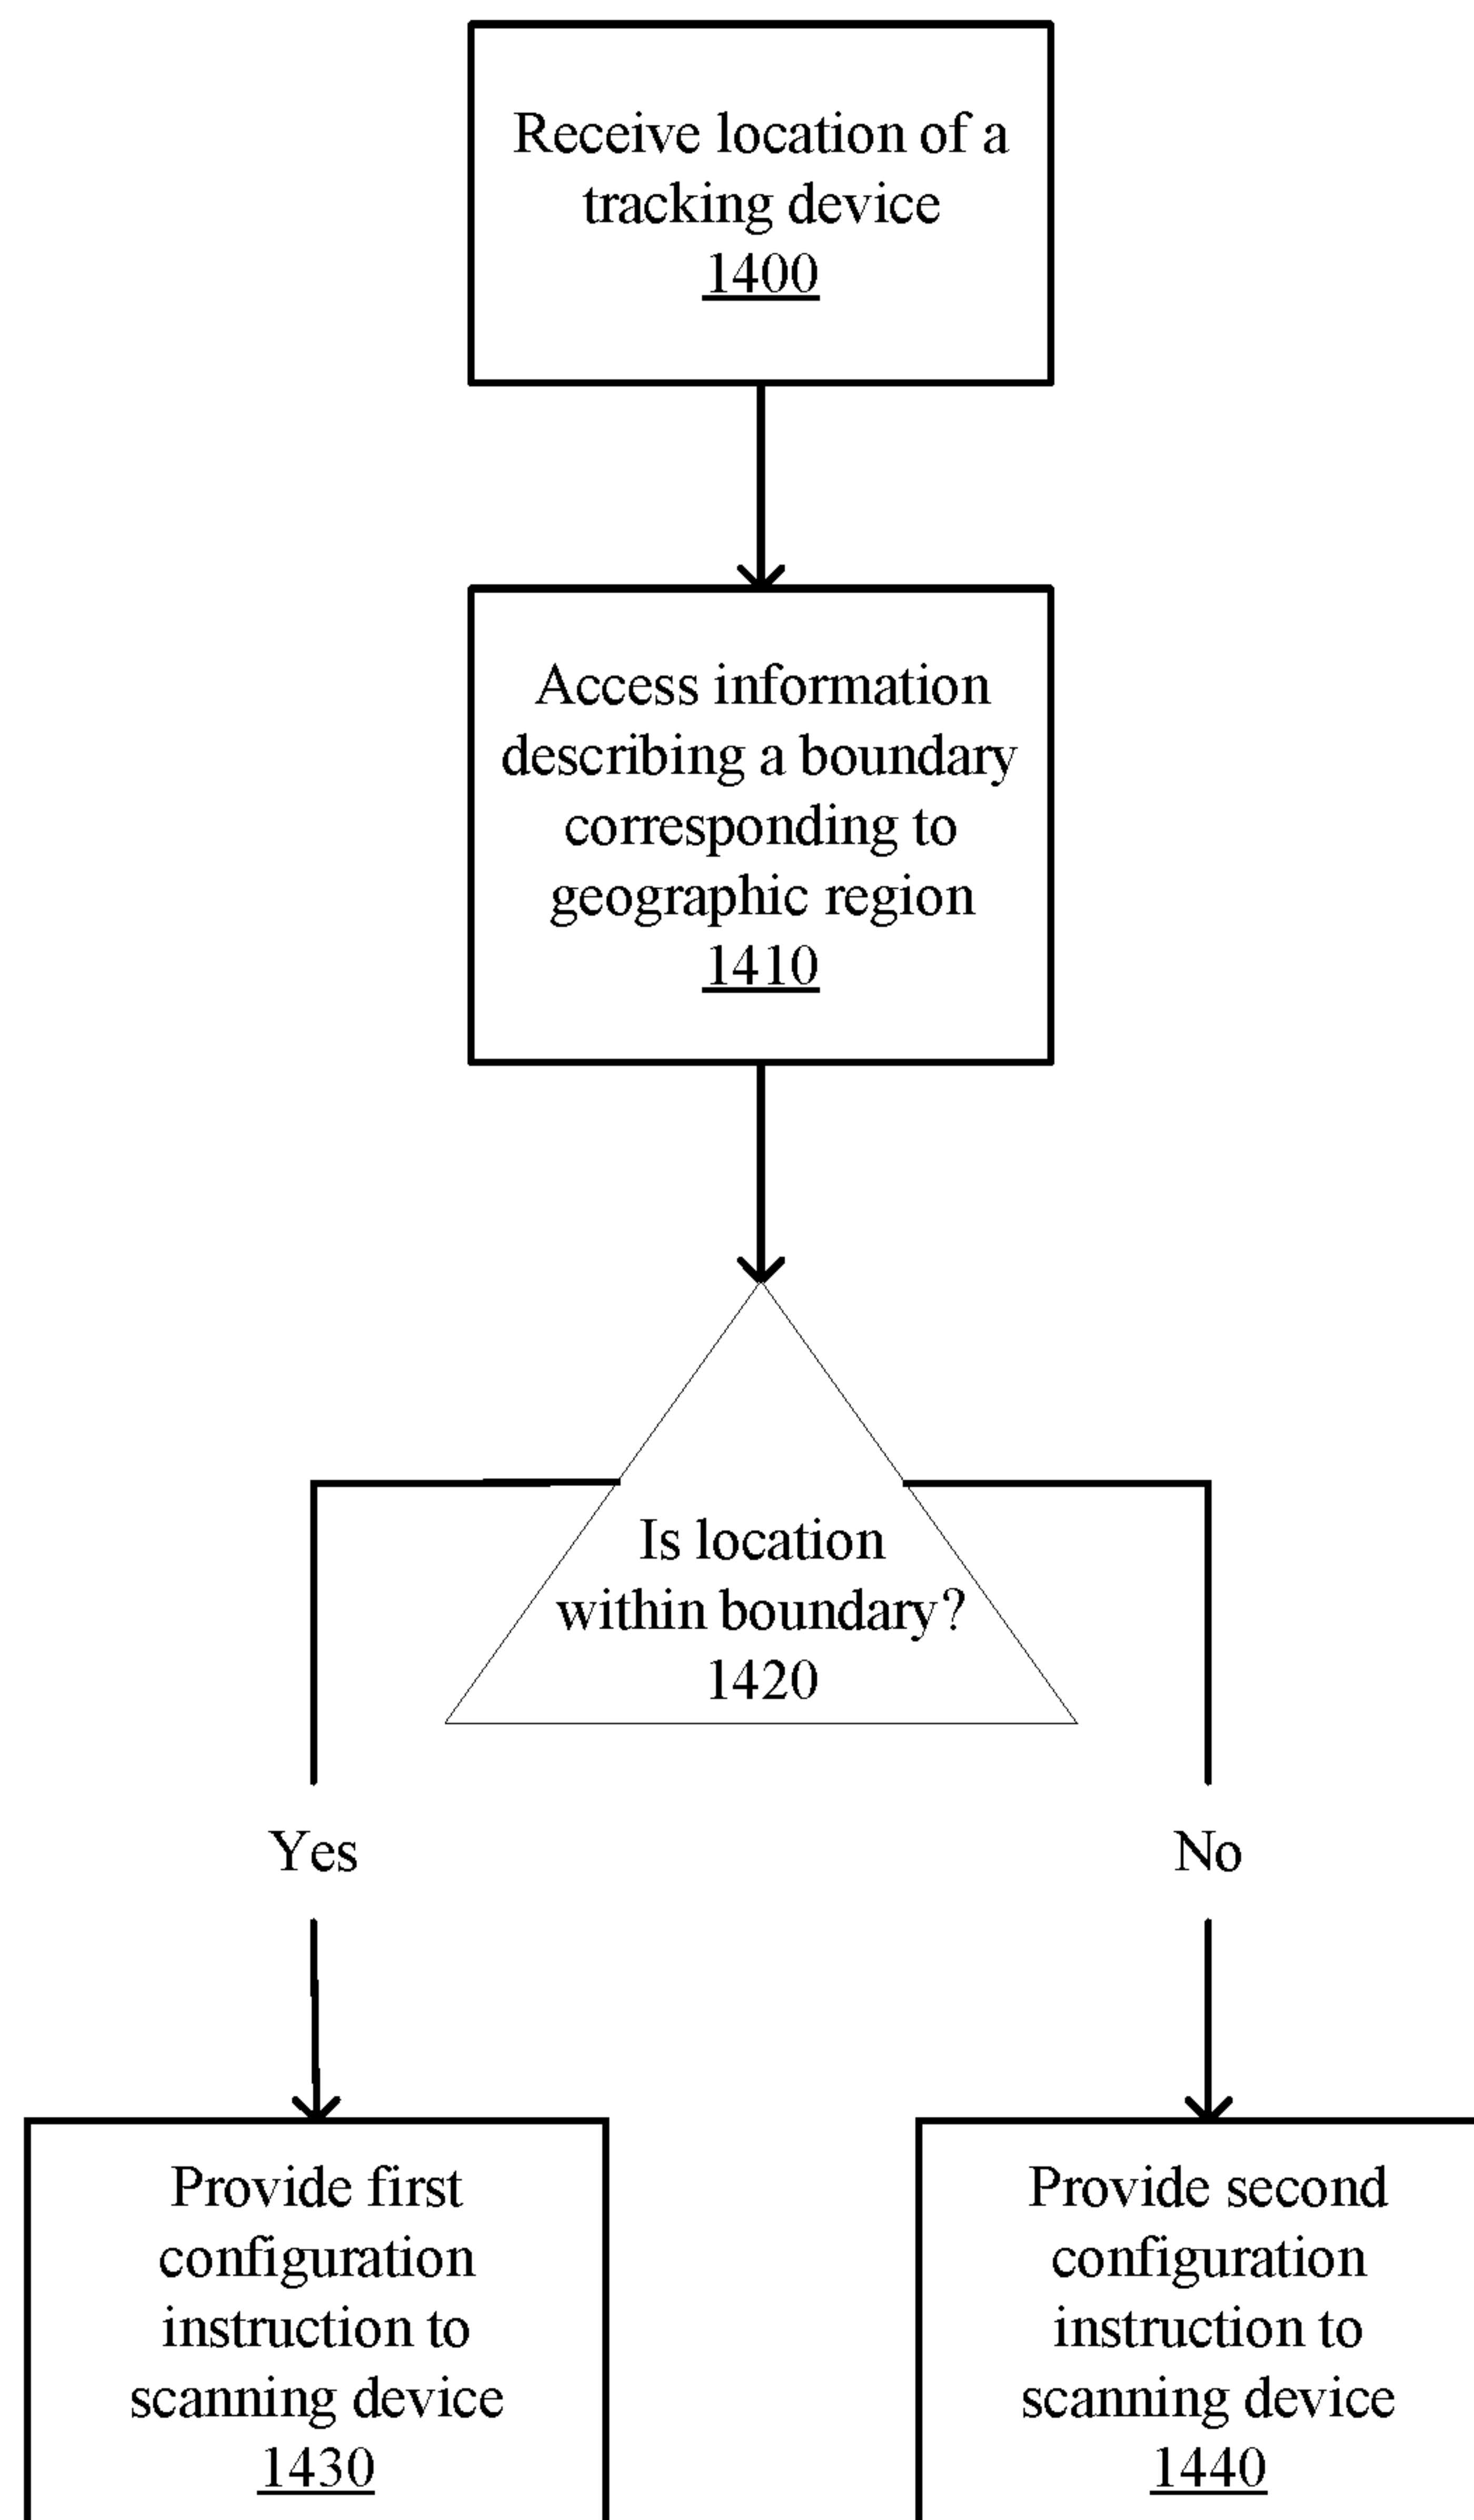 Receive location of a
tracking device
1400
Access information
describing a boundary
corresponding to
geographic region
1410
Is location
within boundary?
1420
Yes
No
Provide first
configuration
instruction to
scanning device
1430
Provide second
configuration
instruction to
scanning device
1440